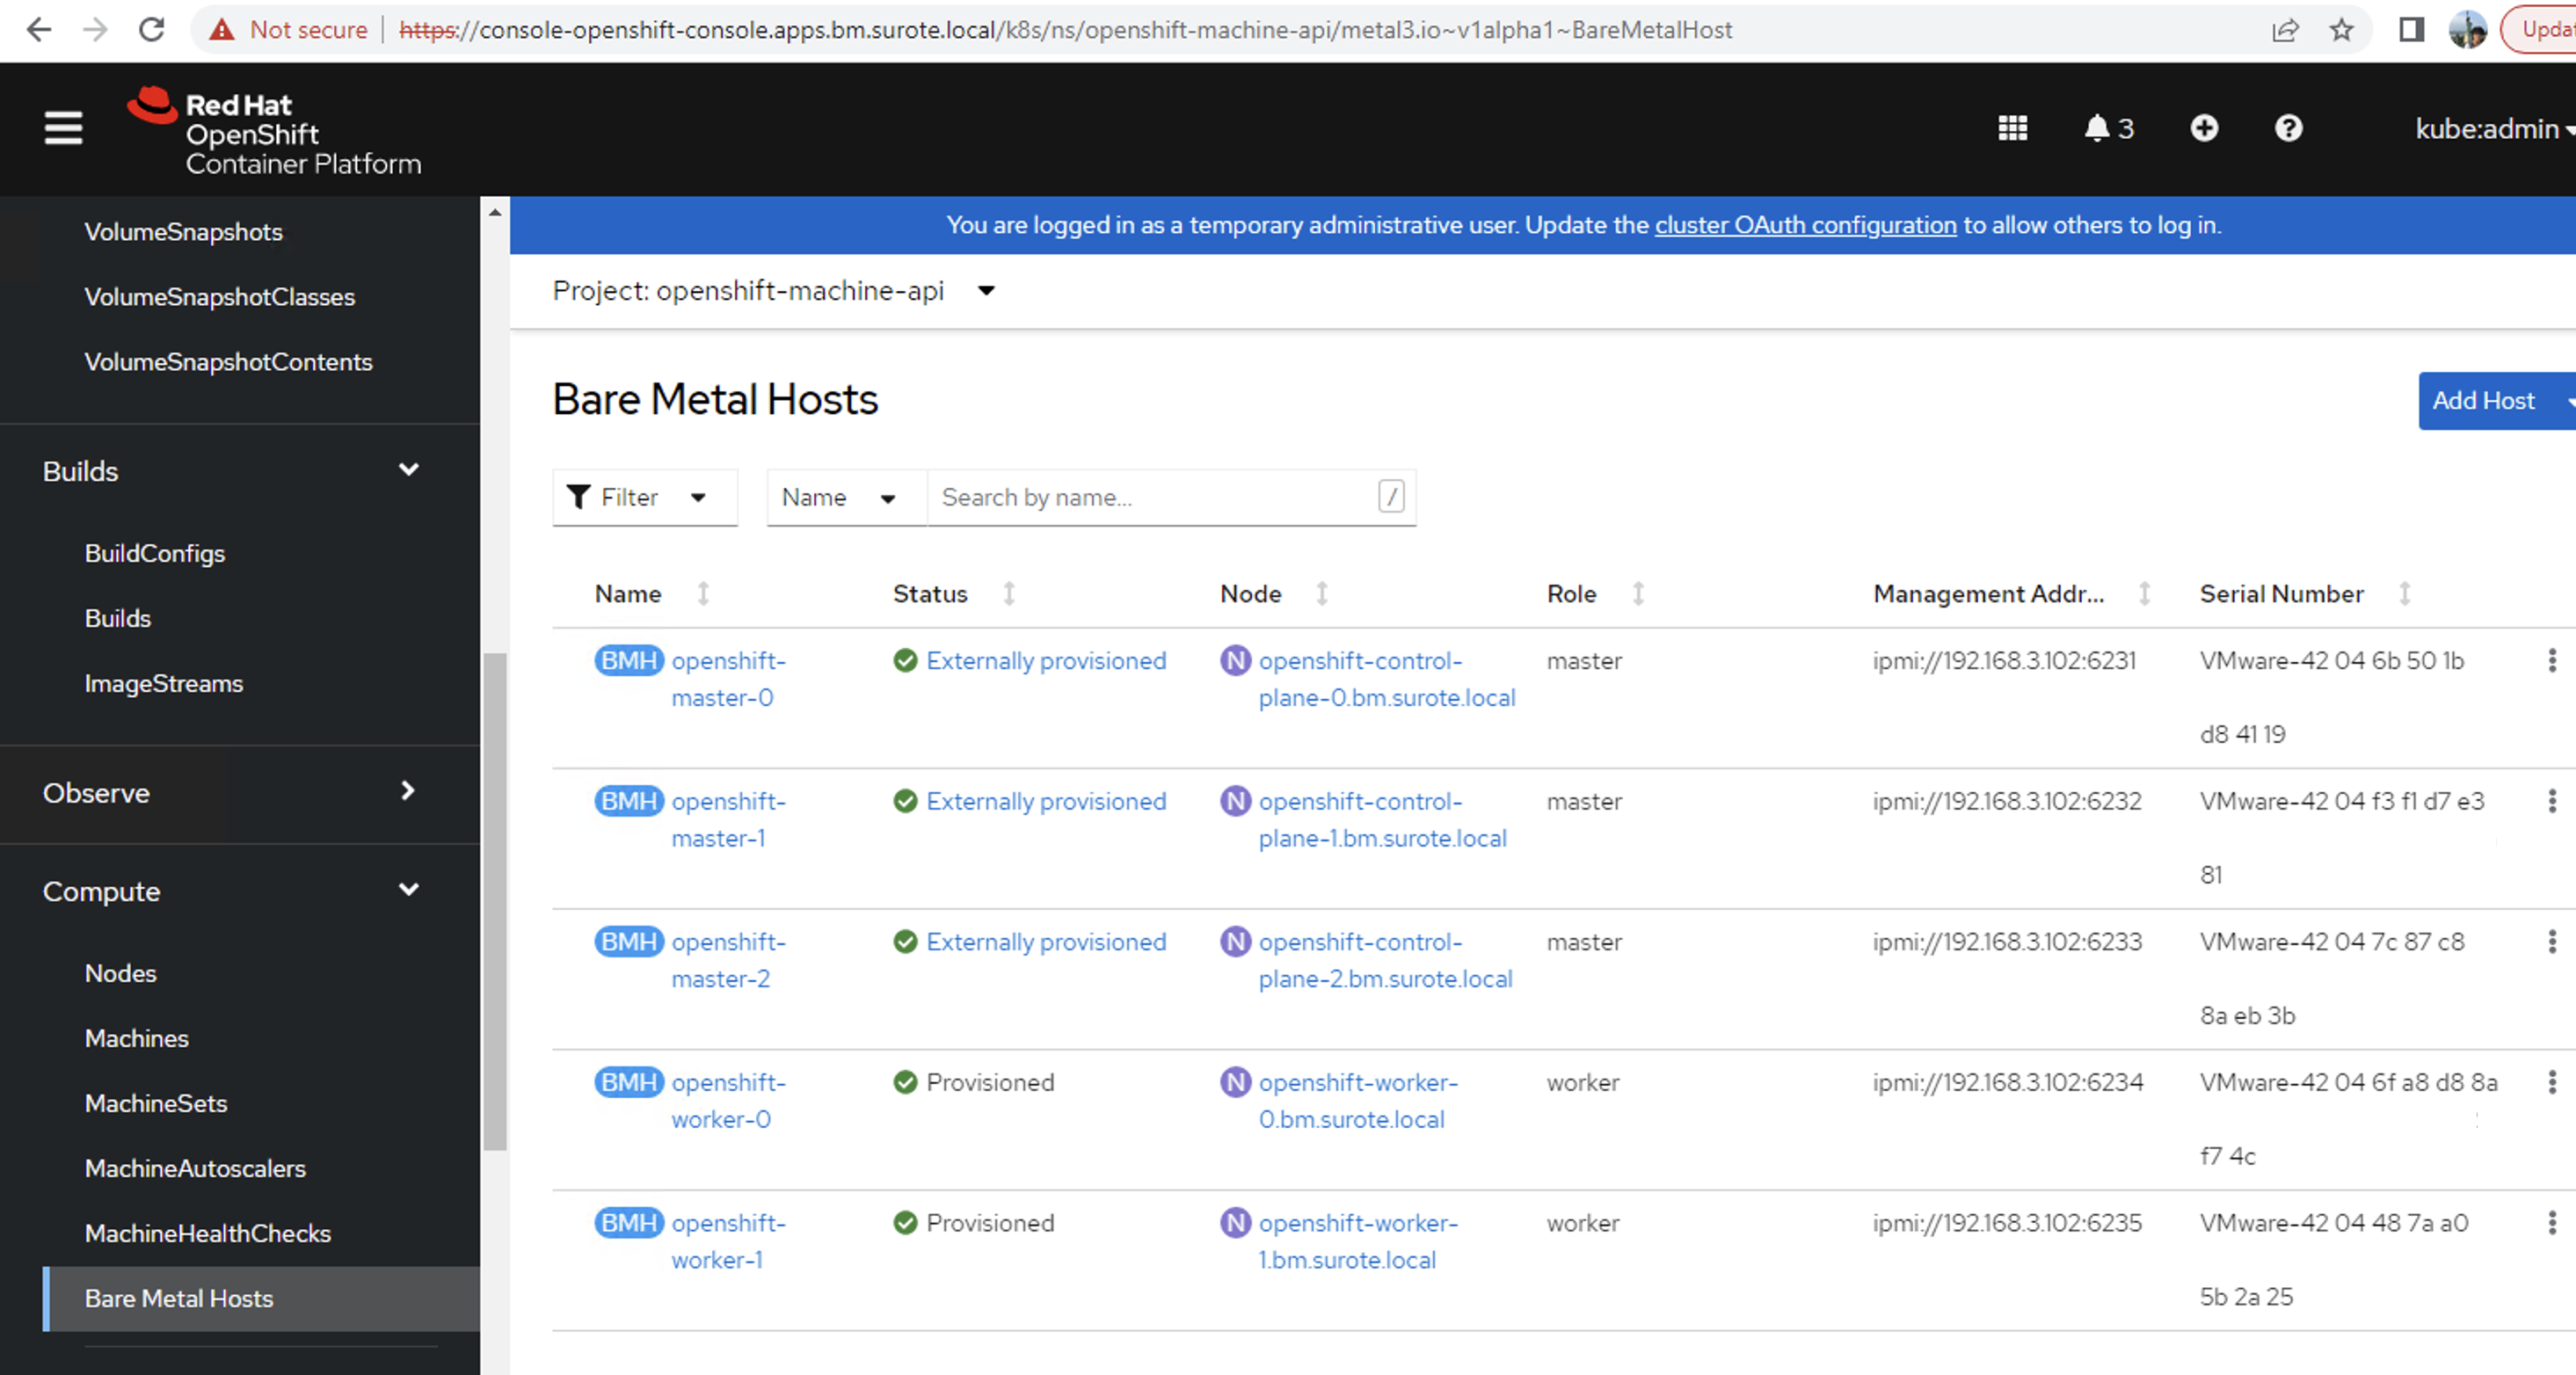 Not secure https://console-openshift-console.apps.bm.surote.local/k8s/ns/openshift-machine-api/metal3.io~v1alpha1~BareMetalHost
Red Hat
OpenShift
Container Platform
3
kube:admin
VolumeSnapshots
VolumeSnapshotClasses
VolumeSnapshotContents
Builds
BuildConfigs
Builds
ImageStreams
Observe
Compute
Nodes
Machines
MachineSets
MachineAutoscalers
MachineHealthChecks
Bare Metal Hosts
You are logged in as a temporary administrative user. Update the cluster OAuth configuration to allow others to log in.
Project: openshift-machine-api
Bare Metal Hosts
Add Host
Filter Name Search by name... /
Name Status Node Role Management Addr... Serial Number
BMH openshift- Externally provisioned N openshift-control- master ipmi://192.168.3.102:6231 VMware-42 04 6b 50 1b
master-0 plane-0.bm.surote.local
d8 41 19
BMH openshift- Externally provisioned N openshift-control- master ipmi://192.168.3.102:6232 VMware-42 04 f3 f1 d7 e3
master-1 plane-1.bm.surote.local
81
BMH openshift- Externally provisioned N openshift-control- master ipmi://192.168.3.102:6233 VMware-42 04 7c 87 c8
master-2 plane-2.bm.surote.local
8a eb 3b
BMH openshift- Provisioned N openshift-worker- worker ipmi://192.168.3.102:6234 VMware-42 04 6f a8 d8 8a
worker-0 0.bm.surote.local
f7 4c
BMH openshift- Provisioned N openshift-worker- worker ipmi://192.168.3.102:6235 VMware-42 04 48 7a a0
worker-1 1.bm.surote.local
5b 2a 25